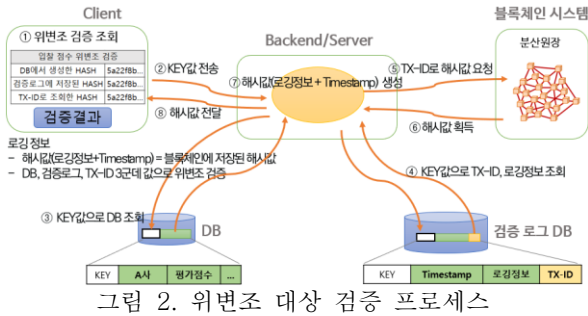 Client
Backend/Server
블록체인 시스템
① 위변조 검증 조회
입찰 점수 위변조 검증
DB에서 생성한 HASH 5a22f8b...
검증로그에 저장된 HASH 5a22f8b...
TX-ID로 조회한 HASH 5a22f8b...
검증결과
② KEY값 전송
⑦ 해시값(로깅정보 + Timestamp) 생성
⑧ 해시값 전달
⑤ TX-ID로 해시값 요청
분산원장
⑥ 해시값 획득
로깅 정보
- 해시값(로깅정보+Timestamp) = 블록체인에 저장된 해시값
- DB, 검증로그, TX-ID 3군데 값으로 위변조 검증
④ KEY값으로 TX-ID, 로깅정보 조회
③ KEY값으로 DB 조회
DB
검증 로그 DB
KEY A사 평가점수 ...
KEY Timestamp 로깅정보 TX-ID
그림 2. 위변조 대상 검증 프로세스